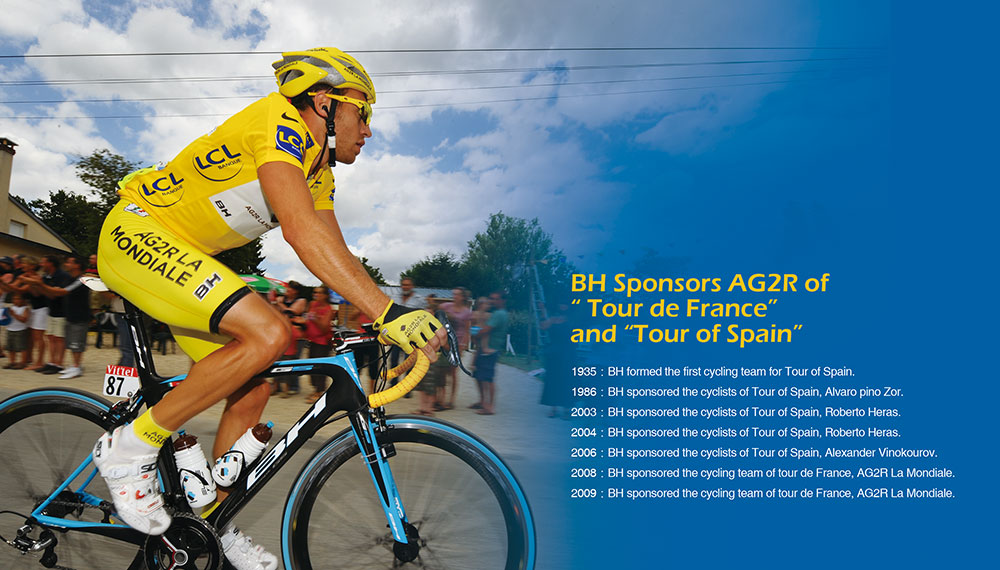 LCL
BANQUE
LCL
LCL
BANQUE
BH
AG2R LA
AG2R LA
MONDIALE
BH
Vittel
87
BH
BH Sponsors AG2R of
“ Tour de France”
and “Tour of Spain”
1935 : BH formed the first cycling team for Tour of Spain.
1986 : BH sponsored the cyclists of Tour of Spain, Alvaro pino Zor.
2003 : BH sponsored the cyclists of Tour of Spain, Roberto Heras.
2004 : BH sponsored the cyclists of Tour of Spain, Roberto Heras.
2006 : BH sponsored the cyclists of Tour of Spain, Alexander Vinokourov.
2008 : BH sponsored the cycling team of tour de France, AG2R La Mondiale.
2009 : BH sponsored the cycling team of tour de France, AG2R La Mondiale.